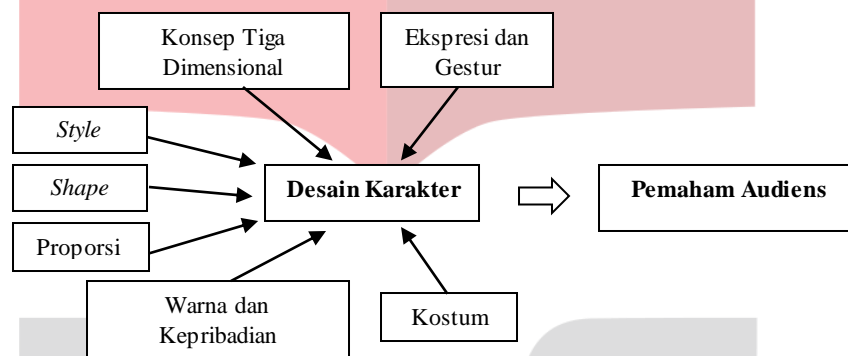 Konsep Tiga
Dimensional
Ekspresi dan
Gestur
Style
Shape
Proporsi
Desain Karakter
Pemaham Audiens
Warna dan
Kepribadian
Kostum